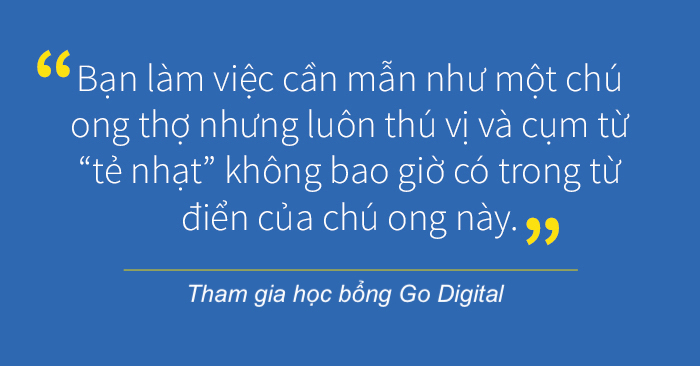 “Bạn làm việc cần mẫn như một chú
ong thợ nhưng luôn thú vị và cụm từ
“tẻ nhạt” không bao giờ có trong từ
điển của chú ong này.”
Tham gia học bổng Go Digital